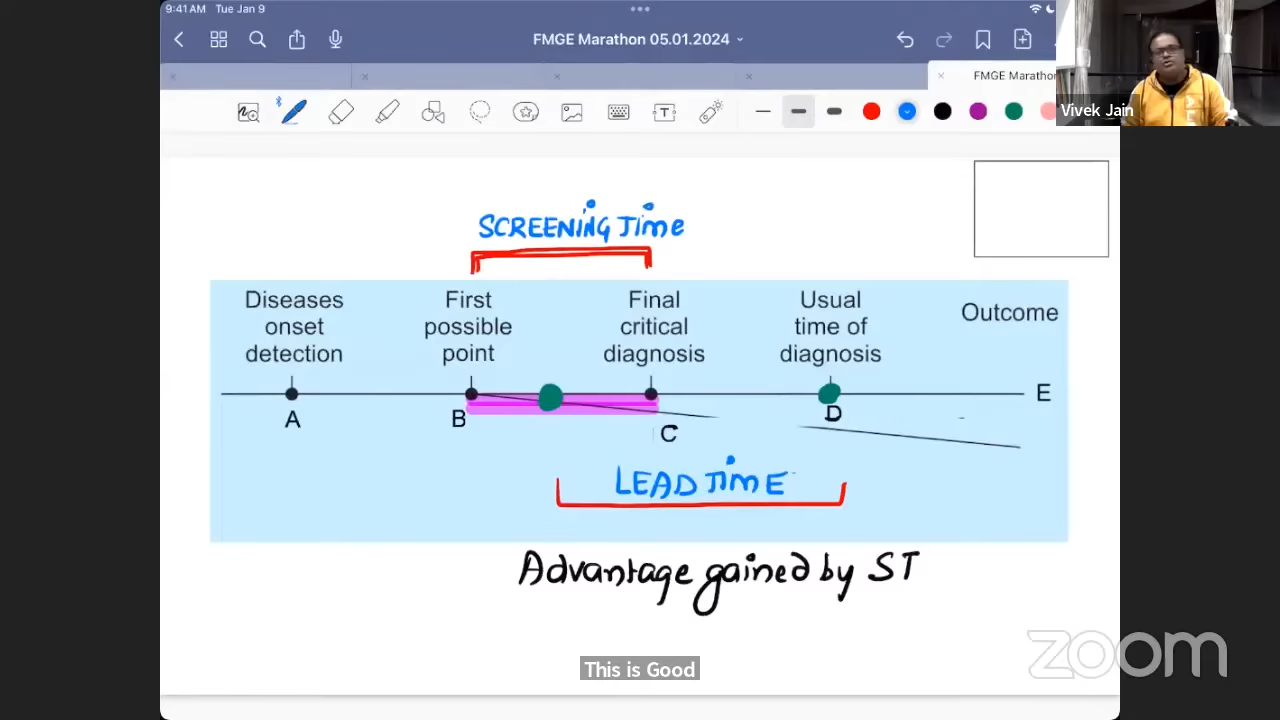 9:41 AM Tue Jan 9
FMGE Marathon 05.01.2024
FMGE Marathon
Vivek Jain
SCREENING TIME
Diseases onset detection
First possible point
Final critical diagnosis
Usual time of diagnosis
Outcome
A
B
C
D
E
LEAD TIME
Advantage gained by ST
This is Good
zoom